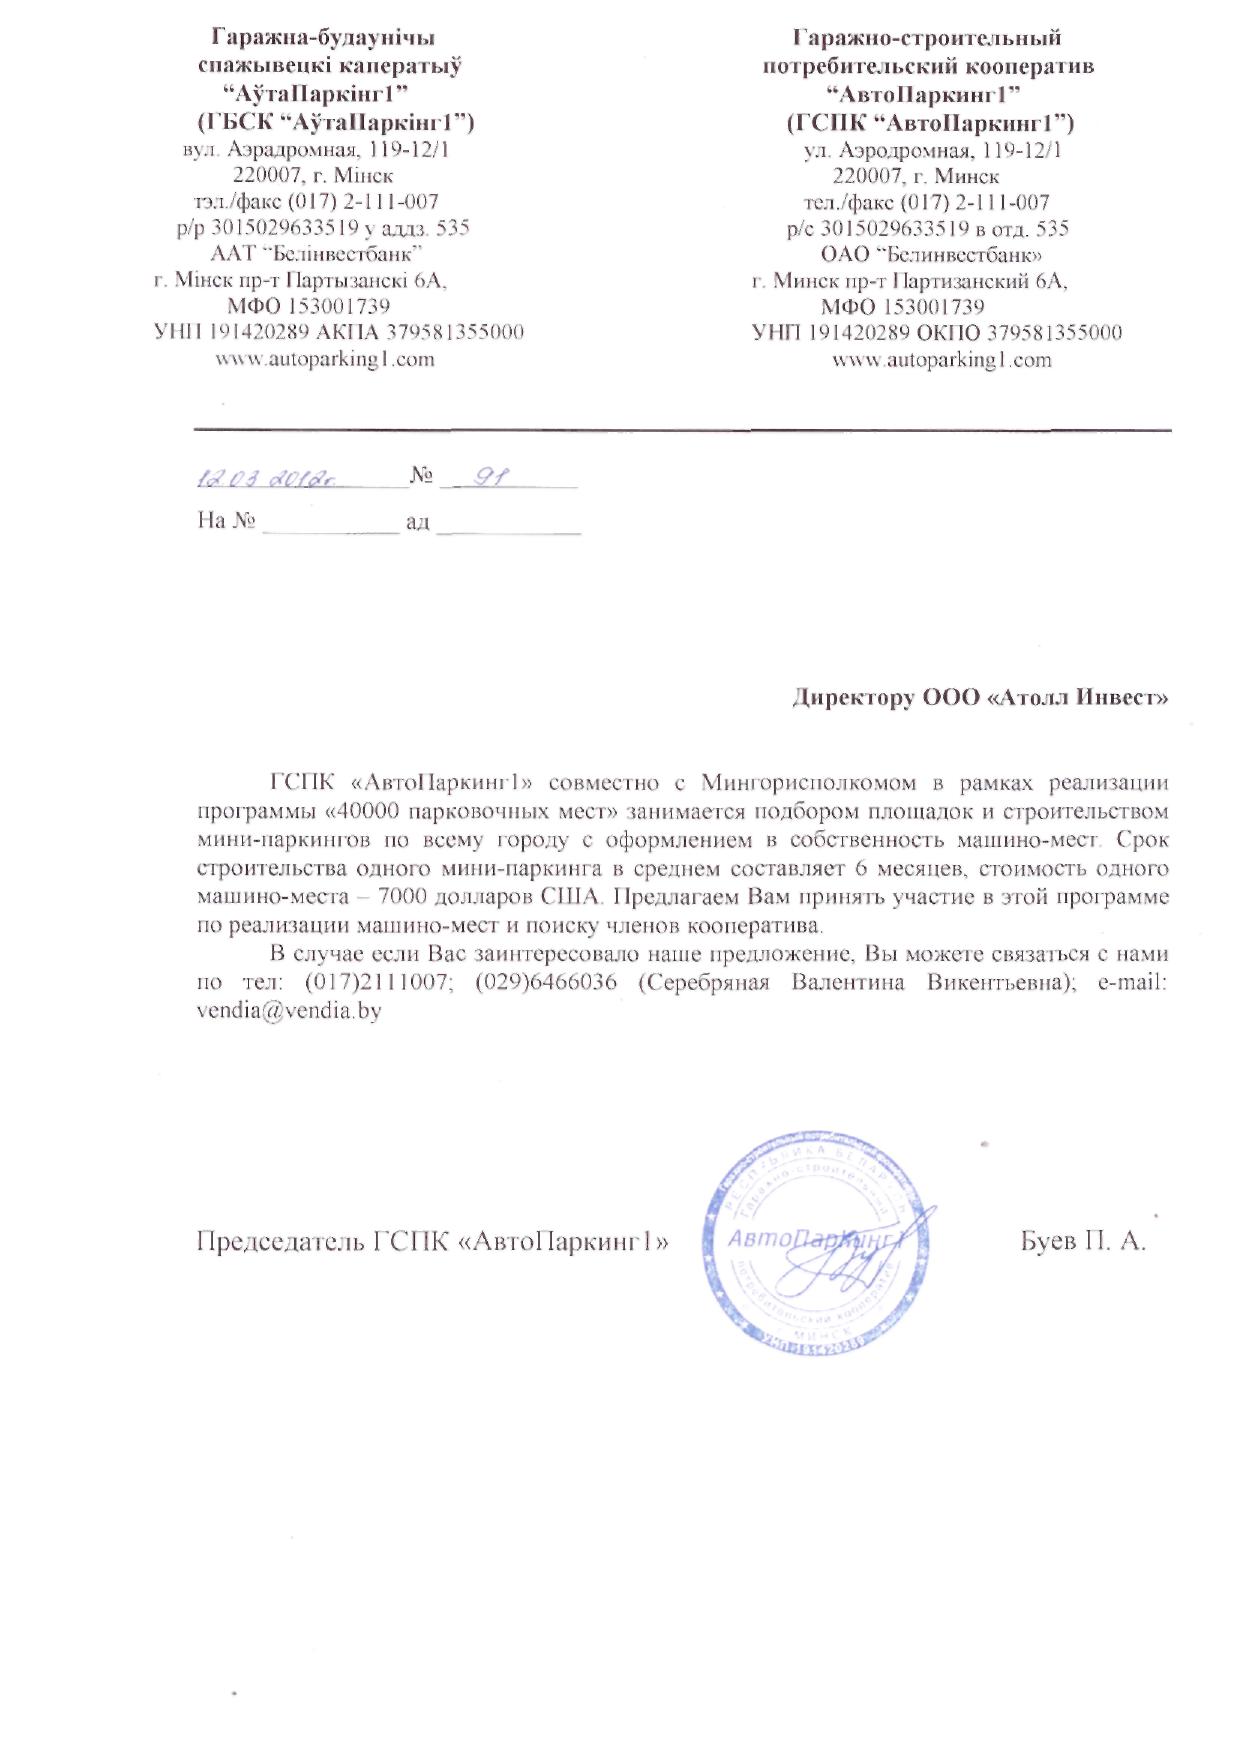 Гаражна-будаунічы
спажывецкі каператыў
“АўтаПаркінг1”
(ГБСК “АўтаПаркінг1”)
вул. Аэрадромная, 119-12/1
220007, г. Мінск
тэл./факс (017) 2-111-007
р/р 3015029633519 у аддз. 535
ААТ “Белінвестбанк”
г. Мінск пр-т Партызанскі 6А,
МФО 153001739
УНП 191420289 АКПА 379581355000
www.autoparking1.com
Гаражно-строительный
потребительский кооператив
“АвтоПаркинг1”
(ГСПК “АвтоПаркинг1”)
ул. Аэродромная, 119-12/1
220007, г. Минск
тел./факс (017) 2-111-007
р/с 3015029633519 в отд. 535
ОАО “Белинвестбанк»
г. Минск пр-т Партизанский 6А,
МФО 153001739
УНП 191420289 ОКПО 379581355000
www.autoparking1.com
12 03 2012г. № 91
На № ____________ ад ____________
Директору ООО «Атолл Инвест»
ГСПК «АвтоПаркинг1» совместно с Мингорисполкомом в рамках реализации
программы «40000 парковочных мест» занимается подбором площадок и строительством
мини-паркингов по всему городу с оформлением в собственность машино-мест. Срок
строительства одного мини-паркинга в среднем составляет 6 месяцев, стоимость одного
машино-места – 7000 долларов США. Предлагаем Вам принять участие в этой программе
по реализации машино-мест и поиску членов кооператива.
В случае если Вас заинтересовало наше предложение, Вы можете связаться с нами
по тел: (017)2111007; (029)6466036 (Серебряная Валентина Викентьевна); e-mail:
vendia@vendia.by
Председатель ГСПК «АвтоПаркинг1»
Буев П. А.
РЕСПУБЛИКА БЕЛАРУСЬ
Гаражно-строительный
АвтоПаркинг1
потребительский кооператив
г. МИНСК
УНП 191420289